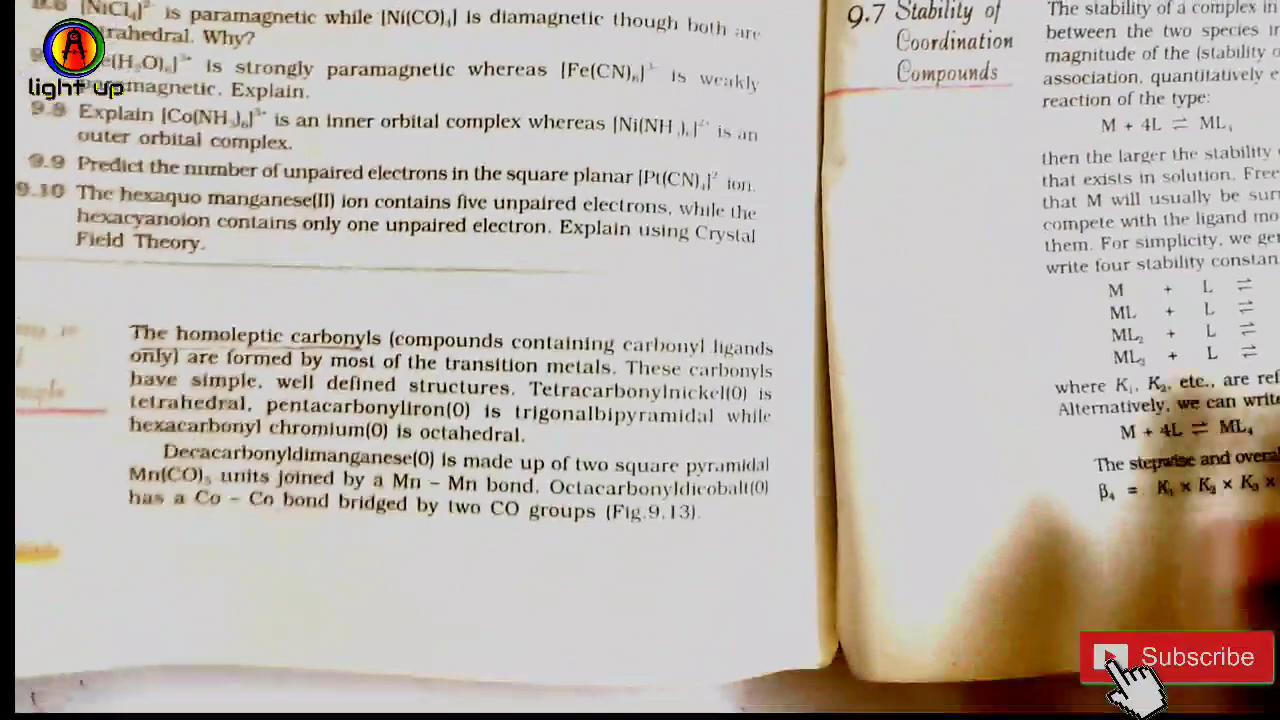 [NiCl₄]²⁻ is paramagnetic while [Ni(CO)₄] is diamagnetic though both are
tetrahedral. Why?
is strongly paramagnetic whereas [Fe(CN)₆]³⁻ is weakly
paramagnetic. Explain.
9.8 Explain [Co(NH₃)₆]³⁺ is an inner orbital complex whereas [Ni(NH₃)₆]²⁺ is an
outer orbital complex.
9.9 Predict the number of unpaired electrons in the square planar [Pt(CN)₄]²⁻ ion.
9.10 The hexaquo manganese(II) ion contains five unpaired electrons, while the
hexacyanoion contains only one unpaired electron. Explain using Crystal
Field Theory.
The homoleptic carbonyls (compounds containing carbonyl ligands
only) are formed by most of the transition metals. These carbonyls
have simple, well defined structures. Tetracarbonylnickel(0) is
tetrahedral, pentacarbonyliron(0) is trigonalbipyramidal while
hexacarbonyl chromium(0) is octahedral.
Decacarbonyldimanganese(0) is made up of two square pyramidal
Mn(CO)₅ units joined by a Mn – Mn bond. Octacarbonyldicobalt(0)
has a Co – Co bond bridged by two CO groups (Fig.9.13).
9.7 Stability of
Coordination
Compounds
The stability of a complex in
between the two species in
magnitude of the (stability o
association, quantitatively e
reaction of the type:
M + 4L ⇌ ML₄
then the larger the stability
that exists in solution. Free
that M will usually be sur
compete with the ligand mo
them. For simplicity, we gen
write four stability constan
M + L ⇌
ML + L ⇌
ML₂ + L ⇌
ML₃ + L ⇌
where K₁, K₂, etc., are ref
Alternatively, we can write
M + 4L ⇌ ML₄
The stepwise and overal
β₄ = K₁ × K₂ × K₃ ×
light up
Subscribe